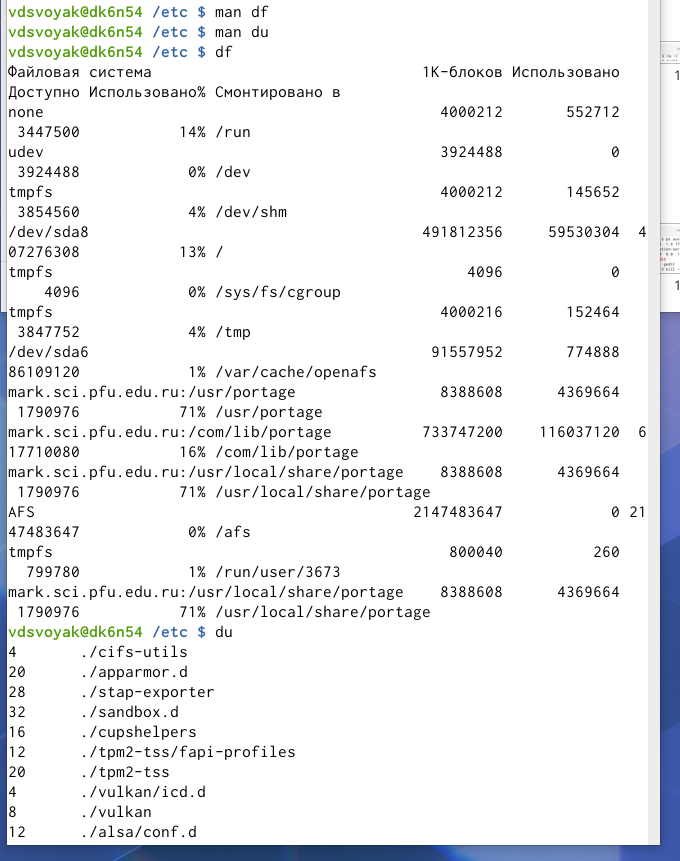 vdsvoyak@dk6n54 /etc $ man df
vdsvoyak@dk6n54 /etc $ man du
vdsvoyak@dk6n54 /etc $ df
Файловая система                              1K-блоков Использовано
Доступно Использовано% Смонтировано в
none                                            4000212       552712
 3447500           14% /run
udev                                            3924488            0
 3924488            0% /dev
tmpfs                                           4000212       145652
 3854560            4% /dev/shm
/dev/sda8                                     491812356     59530304  4
07276308           13% /
tmpfs                                              4096            0
    4096            0% /sys/fs/cgroup
tmpfs                                           4000216       152464
 3847752            4% /tmp
/dev/sda6                                      91557952       774888
86109120            1% /var/cache/openafs
mark.sci.pfu.edu.ru:/usr/portage                8388608      4369664
 1790976           71% /usr/portage
mark.sci.pfu.edu.ru:/com/lib/portage          733747200    116037120  6
17710080           16% /com/lib/portage
mark.sci.pfu.edu.ru:/usr/local/share/portage    8388608      4369664
 1790976           71% /usr/local/share/portage
AFS                                          2147483647            0 21
47483647            0% /afs
tmpfs                                            800040          260
  799780            1% /run/user/3673
mark.sci.pfu.edu.ru:/usr/local/share/portage    8388608      4369664
 1790976           71% /usr/local/share/portage
vdsvoyak@dk6n54 /etc $ du
4       ./cifs-utils
20      ./apparmor.d
28      ./stap-exporter
32      ./sandbox.d
16      ./cupshelpers
12      ./tpm2-tss/fapi-profiles
20      ./tpm2-tss
4       ./vulkan/icd.d
8       ./vulkan
12      ./alsa/conf.d